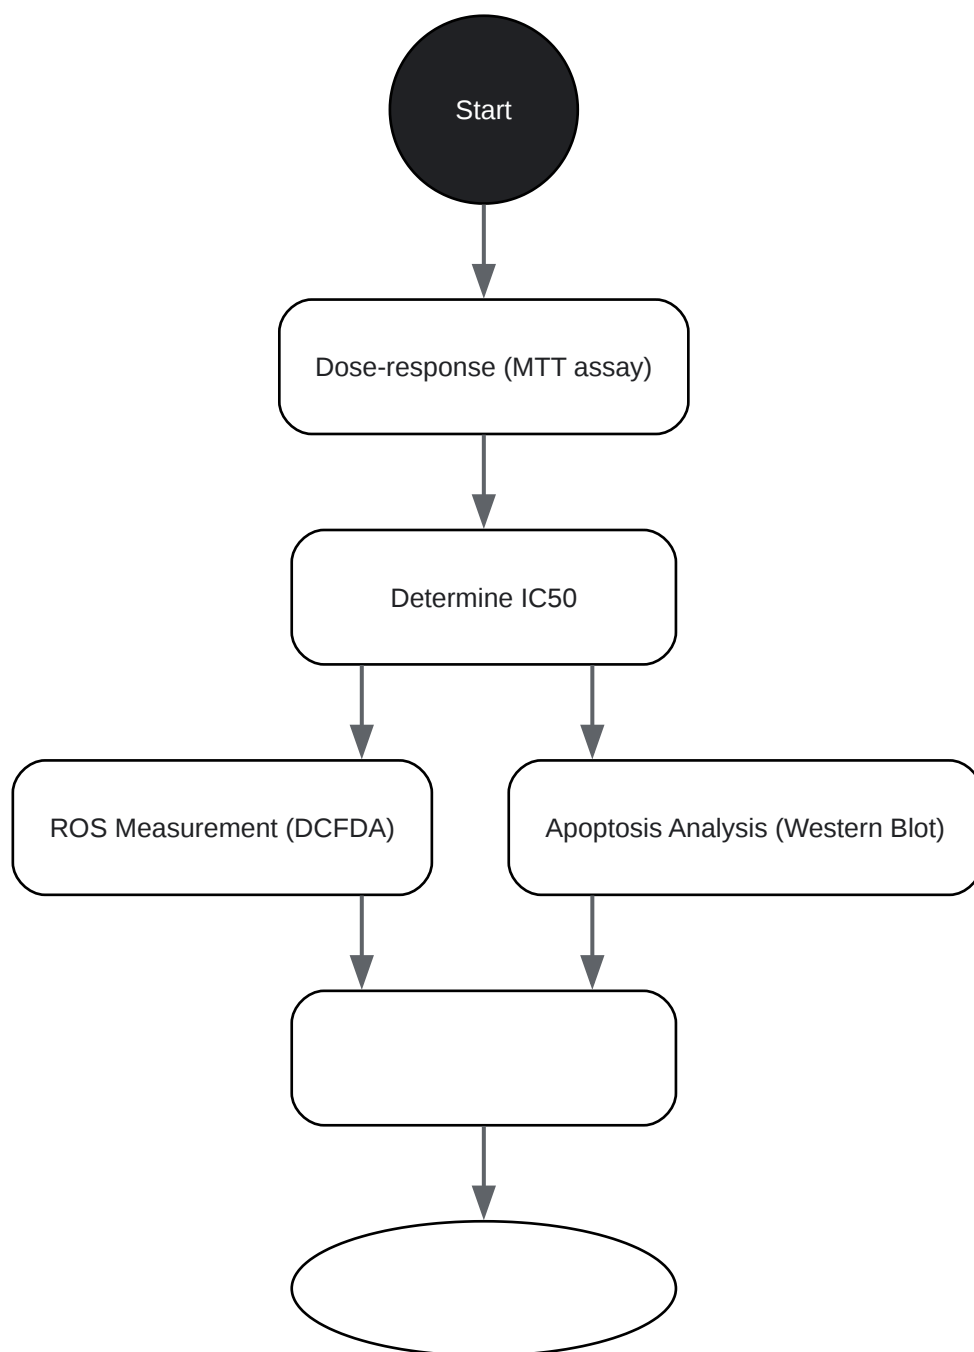 Start
Dose-response (MTT assay)
Determine IC50
ROS Measurement (DCFDA)
Apoptosis Analysis (Western Blot)